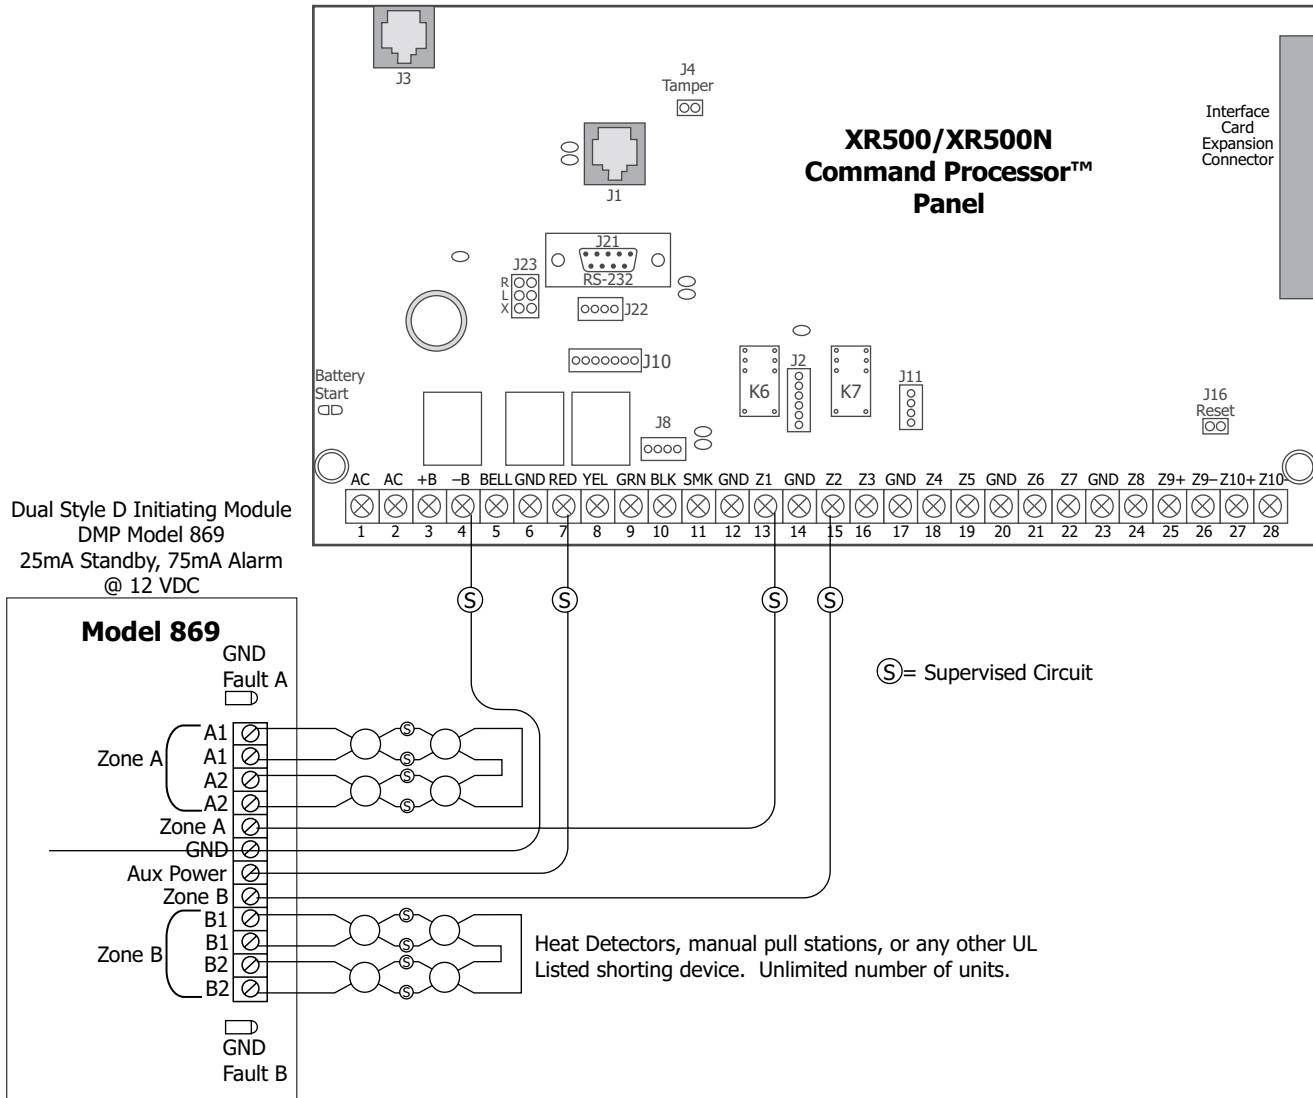 J3
J4
Tamper
J1
XR500/XR500N
Command Processor™
Panel
Interface
Card
Expansion
Connector
J21
RS-232
J23
R
L
X
J22
J10
Battery
Start
K6
J2
K7
J11
J8
J16
Reset
AC AC +B –B BELL GND RED YEL GRN BLK SMK GND Z1 GND Z2 Z3 GND Z4 Z5 GND Z6 Z7 GND Z8 Z9+ Z9– Z10+ Z10-
1 2 3 4 5 6 7 8 9 10 11 12 13 14 15 16 17 18 19 20 21 22 23 24 25 26 27 28
Dual Style D Initiating Module
DMP Model 869
25mA Standby, 75mA Alarm
@ 12 VDC
S S S S
S = Supervised Circuit
Model 869
GND
Fault A
Zone A
A1 S
A1 S
A2 S
A2 S
Zone A
GND
Aux Power
Zone B
Zone B
B1 S
B1 S
B2 S
B2 S
Heat Detectors, manual pull stations, or any other UL
Listed shorting device. Unlimited number of units.
GND
Fault B